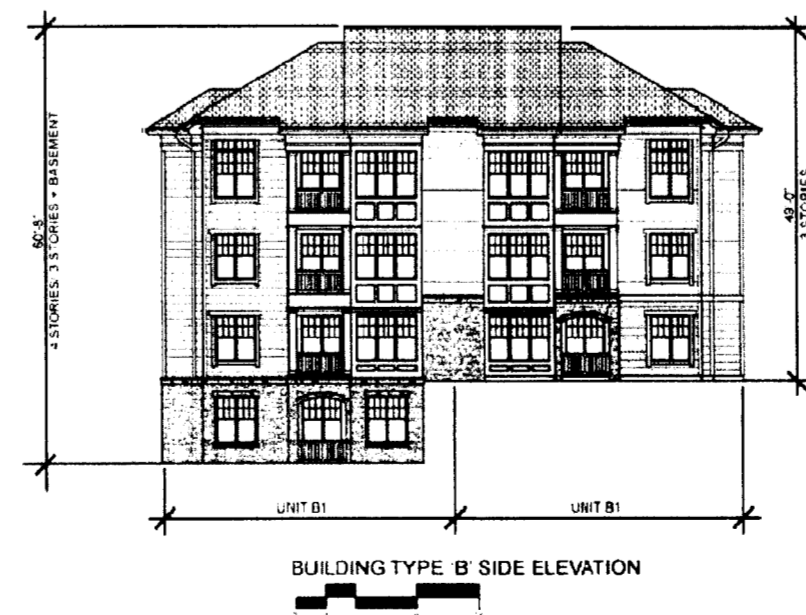 60'-8"
4 STORIES: 3 STORIES + BASEMENT
49'-0"
3 STORIES
UNIT B1
UNIT B1
BUILDING TYPE 'B' SIDE ELEVATION